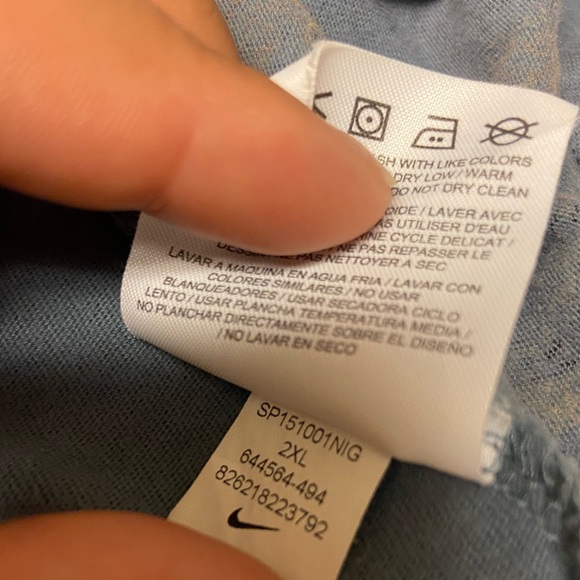 SH WITH LIKE COLORS
DRY LOW / WARM
DO NOT DRY CLEAN
OIDE / LAVER AVEC
AS UTILISER D'EAU
INE CYCLE DELICAT /
NE PAS REPASSER LE
PAS NETTOYER A SEC
LAVAR A MAQUINA EN AGUA FRIA / LAVAR CON
COLORES SIMILARES / NO USAR
BLANQUEADORES / USAR SECADORA CICLO
LENTO / USAR PLANCHA TEMPERATURA MEDIA /
NO PLANCHAR DIRECTAMENTE SOBRE EL DISEÑO
/ NO LAVAR EN SECO
SP151001NIG
2XL
644564-494
826218223792